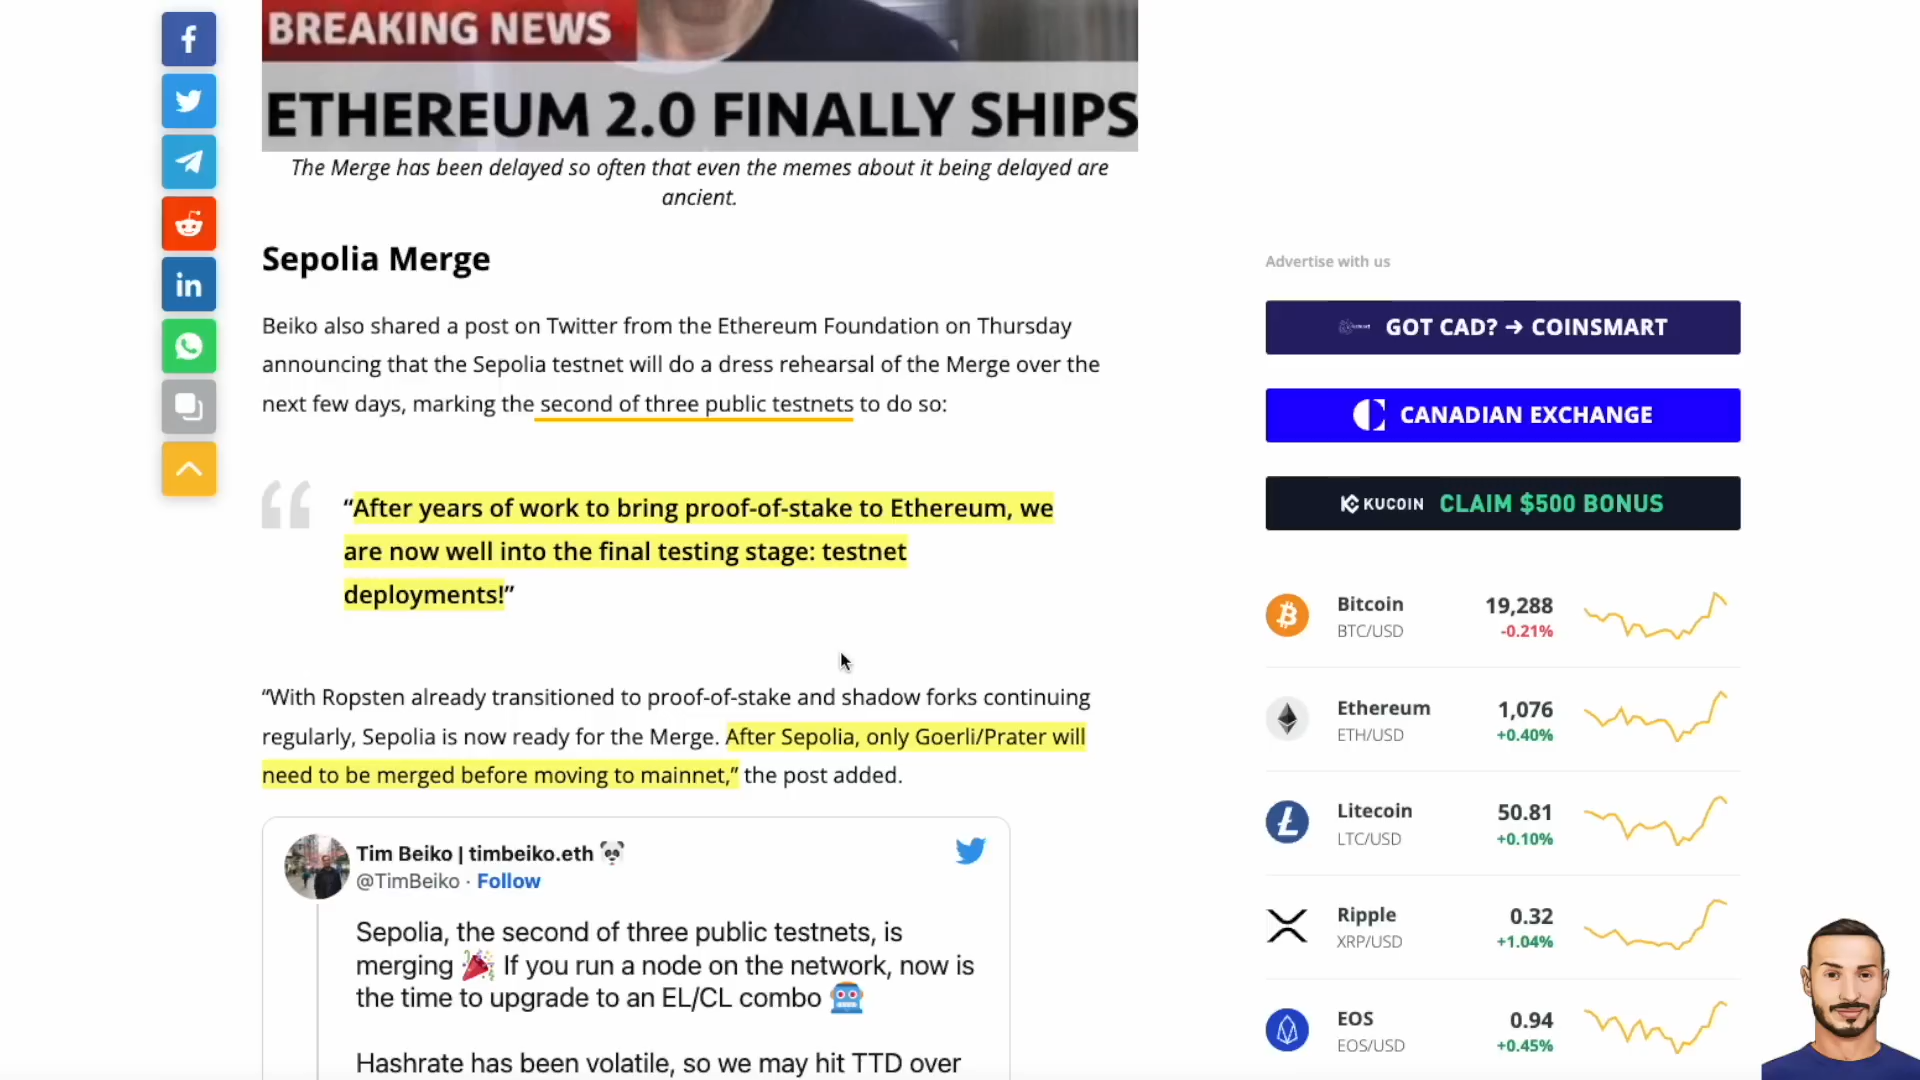 BREAKING NEWS
ETHEREUM 2.0 FINALLY SHIPS
The Merge has been delayed so often that even the memes about it being delayed are
ancient.
Sepolia Merge
Beiko also shared a post on Twitter from the Ethereum Foundation on Thursday
announcing that the Sepolia testnet will do a dress rehearsal of the Merge over the
next few days, marking the second of three public testnets to do so:
“After years of work to bring proof-of-stake to Ethereum, we
are now well into the final testing stage: testnet
deployments!”
“With Ropsten already transitioned to proof-of-stake and shadow forks continuing
regularly, Sepolia is now ready for the Merge. After Sepolia, only Goerli/Prater will
need to be merged before moving to mainnet,” the post added.
Tim Beiko | timbeiko.eth 🐼
@TimBeiko · Follow
Sepolia, the second of three public testnets, is
merging 🎉 If you run a node on the network, now is
the time to upgrade to an EL/CL combo 🤖
Hashrate has been volatile, so we may hit TTD over
Advertise with us
GOT CAD? → COINSMART
CANADIAN EXCHANGE
KUCOIN CLAIM $500 BONUS
Bitcoin 19,288
BTC/USD -0.21%
Ethereum 1,076
ETH/USD +0.40%
Litecoin 50.81
LTC/USD +0.10%
Ripple 0.32
XRP/USD +1.04%
EOS 0.94
EOS/USD +0.45%